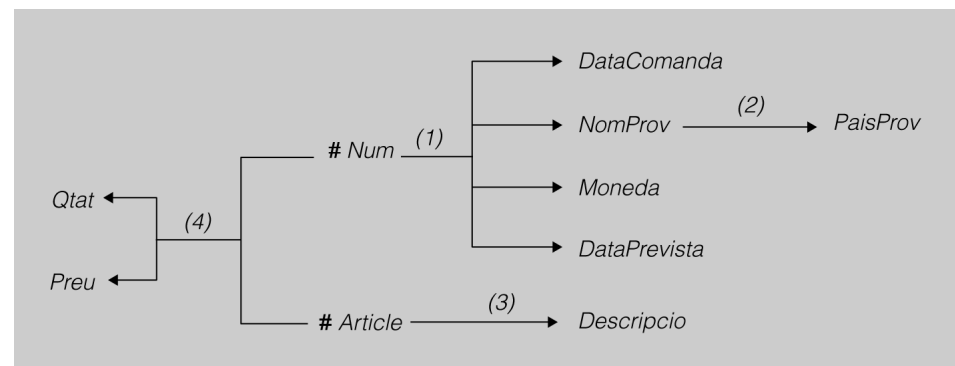 DataComanda
(2)
NomProv
PaisProv
(1)
# Num
Moneda
Qtat
(4)
DataPrevista
Preu
(3)
# Article
Descripcio